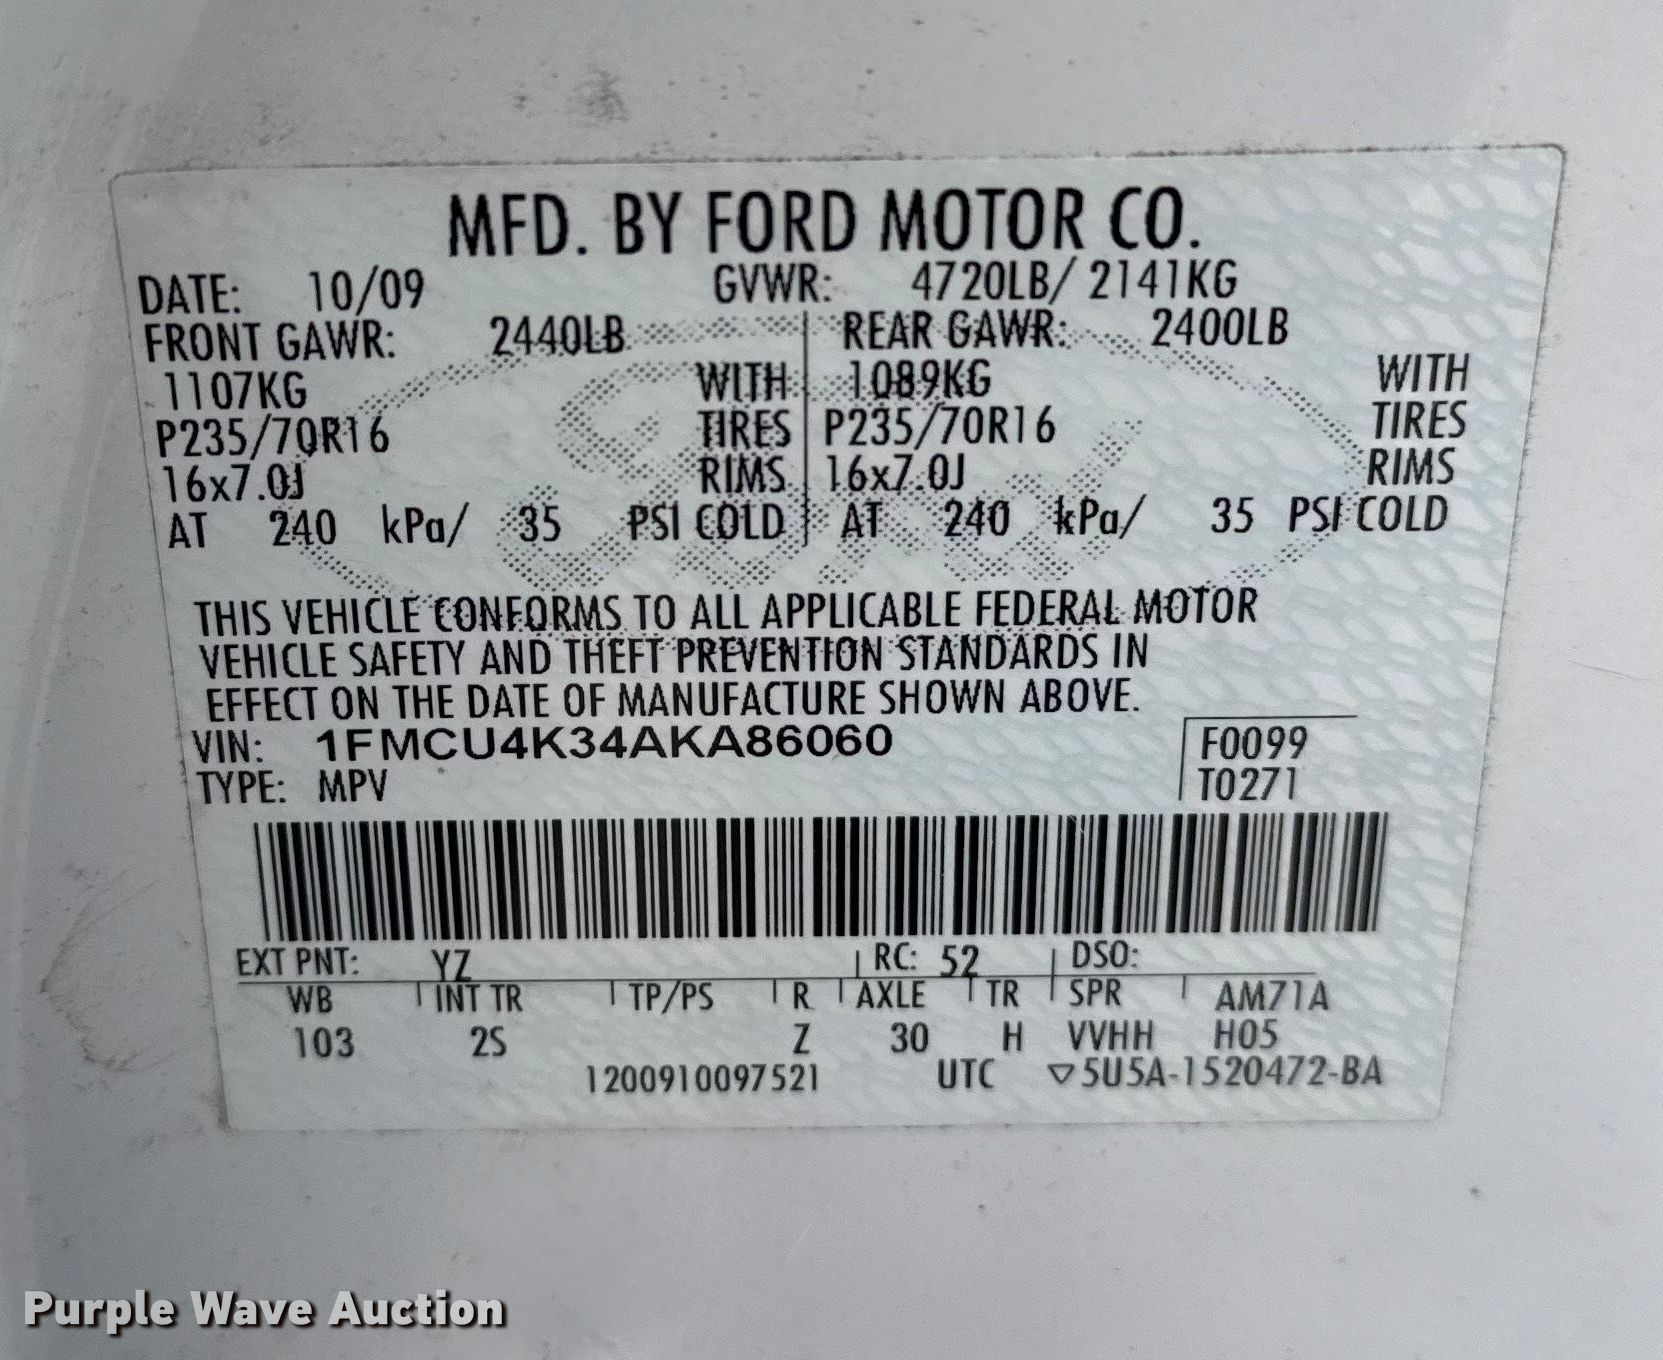 MFD. BY FORD MOTOR CO.
DATE: 10/09 GVWR: 4720LB/ 2141KG
FRONT GAWR: 2440LB REAR GAWR: 2400LB
1107KG WITH 1089KG WITH
P235/70R16 TIRES P235/70R16 TIRES
16x7.0J RIMS 16x7.0J RIMS
AT 240 kPa/ 35 PSI COLD AT 240 kPa/ 35 PSI COLD
THIS VEHICLE CONFORMS TO ALL APPLICABLE FEDERAL MOTOR
VEHICLE SAFETY AND THEFT PREVENTION STANDARDS IN
EFFECT ON THE DATE OF MANUFACTURE SHOWN ABOVE.
VIN: 1FMCU4K34AKA86060 F0099
TYPE: MPV T0271
EXT PNT: YZ RC: 52 DSO:
WB INT TR TP/PS R AXLE TR SPR AM71A
103 2S Z 30 H VVHH H05
1200910097521 UTC ▽5U5A-1520472-BA
Purple Wave Auction